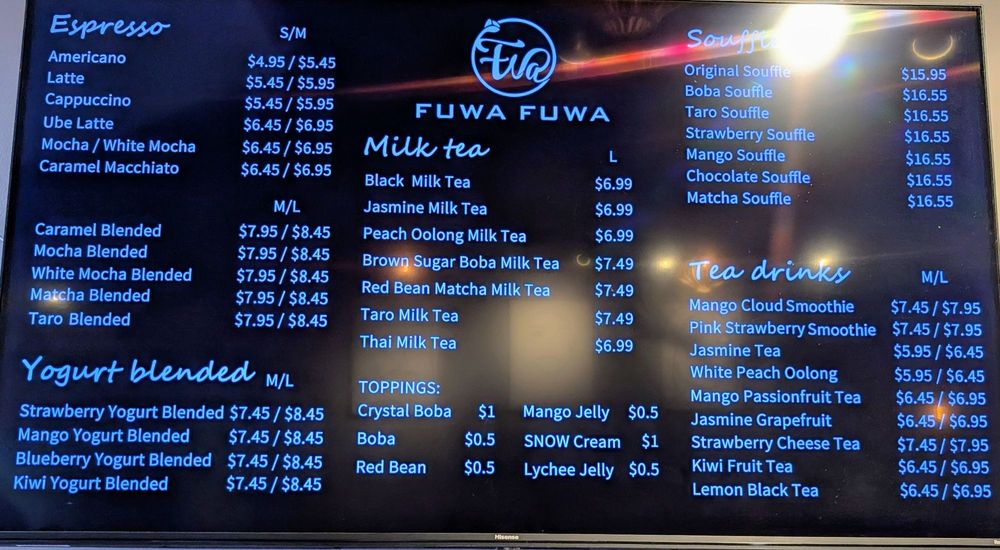 Espresso S/M
Americano $4.95 / $5.45
Latte $5.45 / $5.95
Cappuccino $5.45 / $5.95
Ube Latte $6.45 / $6.95
Mocha / White Mocha $6.45 / $6.95
Caramel Macchiato $6.45 / $6.95
M/L
Caramel Blended $7.95 / $8.45
Mocha Blended $7.95 / $8.45
White Mocha Blended $7.95 / $8.45
Matcha Blended $7.95 / $8.45
Taro Blended $7.95 / $8.45
Yogurt blended M/L
Strawberry Yogurt Blended $7.45 / $8.45
Mango Yogurt Blended $7.45 / $8.45
Blueberry Yogurt Blended $7.45 / $8.45
Kiwi Yogurt Blended $7.45 / $8.45
Fwa
FUWA FUWA
Milk tea L
Black Milk Tea $6.99
Jasmine Milk Tea $6.99
Peach Oolong Milk Tea $6.99
Brown Sugar Boba Milk Tea $7.49
Red Bean Matcha Milk Tea $7.49
Taro Milk Tea $7.49
Thai Milk Tea $6.99
TOPPINGS:
Crystal Boba $1 Mango Jelly $0.5
Boba $0.5 SNOW Cream $1
Red Bean $0.5 Lychee Jelly $0.5
Souffle
Original Souffle $15.95
Boba Souffle $16.55
Taro Souffle $16.55
Strawberry Souffle $16.55
Mango Souffle $16.55
Chocolate Souffle $16.55
Matcha Souffle $16.55
Tea drinks M/L
Mango Cloud Smoothie $7.45 / $7.95
Pink Strawberry Smoothie $7.45 / $7.95
Jasmine Tea $5.95 / $6.45
White Peach Oolong $5.95 / $6.45
Mango Passionfruit Tea $6.45 / $6.95
Jasmine Grapefruit $6.45 / $6.95
Strawberry Cheese Tea $7.45 / $7.95
Kiwi Fruit Tea $6.45 / $6.95
Lemon Black Tea $6.45 / $6.95
Hisense